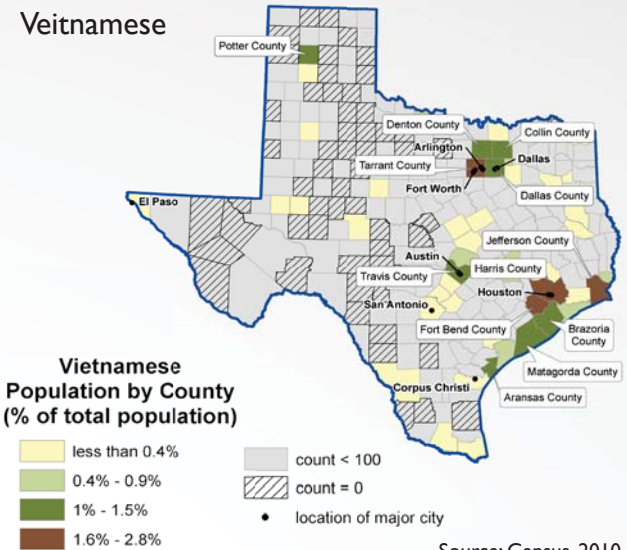 Veitnamese
Potter County
Denton County
Collin County
Arlington
Dallas
Tarrant County
Fort Worth
Dallas County
El Paso
Jefferson County
Austin
Harris County
Travis County
Houston
San Antonio
Fort Bend County
Brazoria
County
Matagorda County
Corpus Christi
Aransas County
Vietnamese
Population by County
(% of total population)
less than 0.4%
0.4% - 0.9%
1% - 1.5%
1.6% - 2.8%
count < 100
count = 0
location of major city
Source: Census, 2010